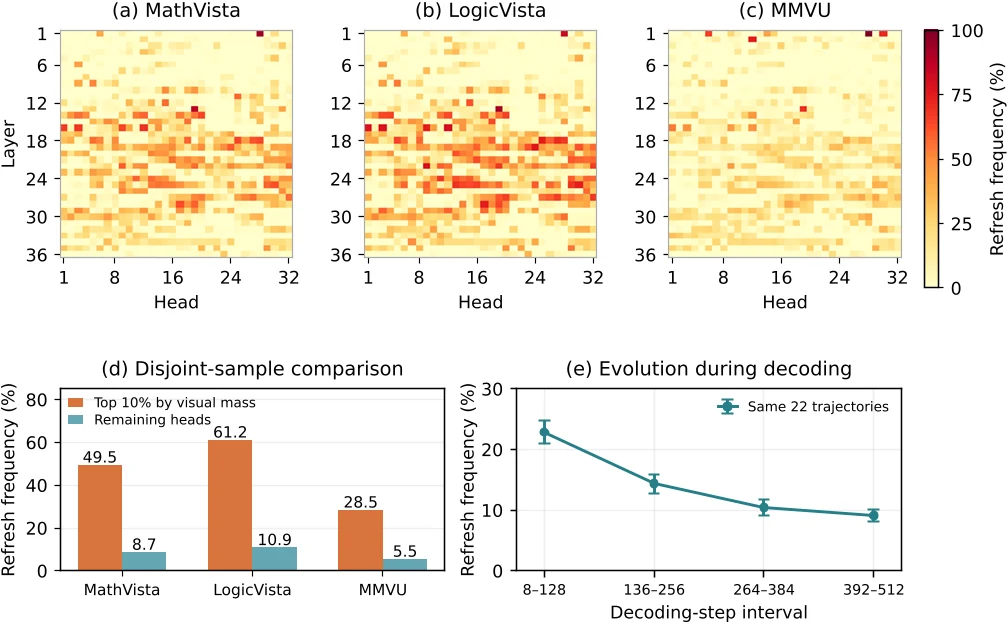 (a) MathVista
(b) LogicVista
(c) MMVU
1
6
12
18
24
30
36
Layer
1 8 16 24 32
Head
1
6
12
18
24
30
36
1 8 16 24 32
Head
1
6
12
18
24
30
36
1 8 16 24 32
Head
100
75
50
25
0
Refresh frequency (%)
(d) Disjoint-sample comparison
Refresh frequency (%)
80
60
40
20
0
Top 10% by visual mass
Remaining heads
49.5
8.7
61.2
10.9
28.5
5.5
MathVista LogicVista MMVU
(e) Evolution during decoding
Refresh frequency (%)
30
20
10
0
Same 22 trajectories
8–128 136–256 264–384 392–512
Decoding-step interval